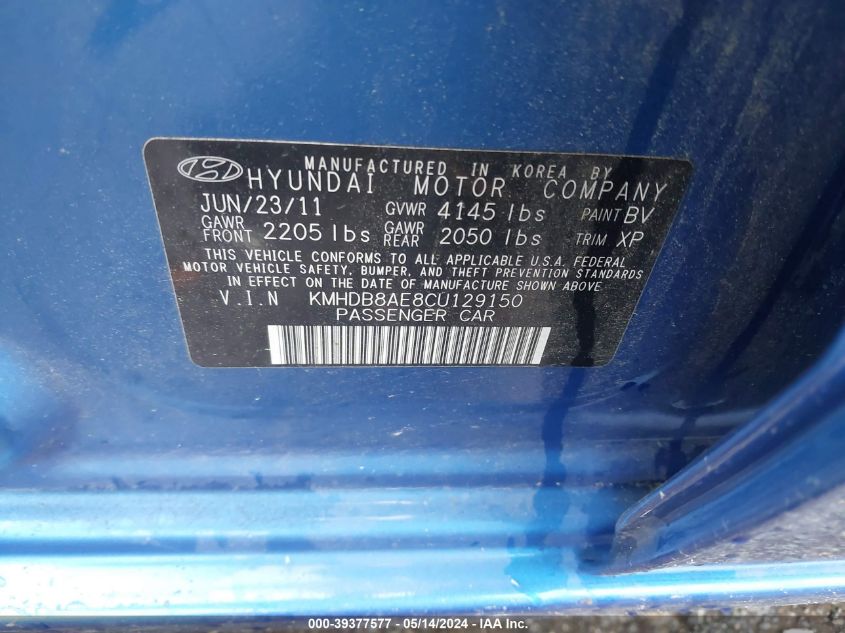 MANUFACTURED IN KOREA BY
HYUNDAI MOTOR COMPANY
JUN/23/11 GVWR 4145 lbs PAINT BV
GAWR FRONT 2205 lbs GAWR REAR 2050 lbs TRIM XP
THIS VEHICLE CONFORMS TO ALL APPLICABLE U.S.A. FEDERAL
MOTOR VEHICLE SAFETY, BUMPER, AND THEFT PREVENTION STANDARDS
IN EFFECT ON THE DATE OF MANUFACTURE SHOWN ABOVE.
V.I.N KMHDB8AE8CU129150
PASSENGER CAR
000-39377577 - 05/14/2024 - IAA Inc.